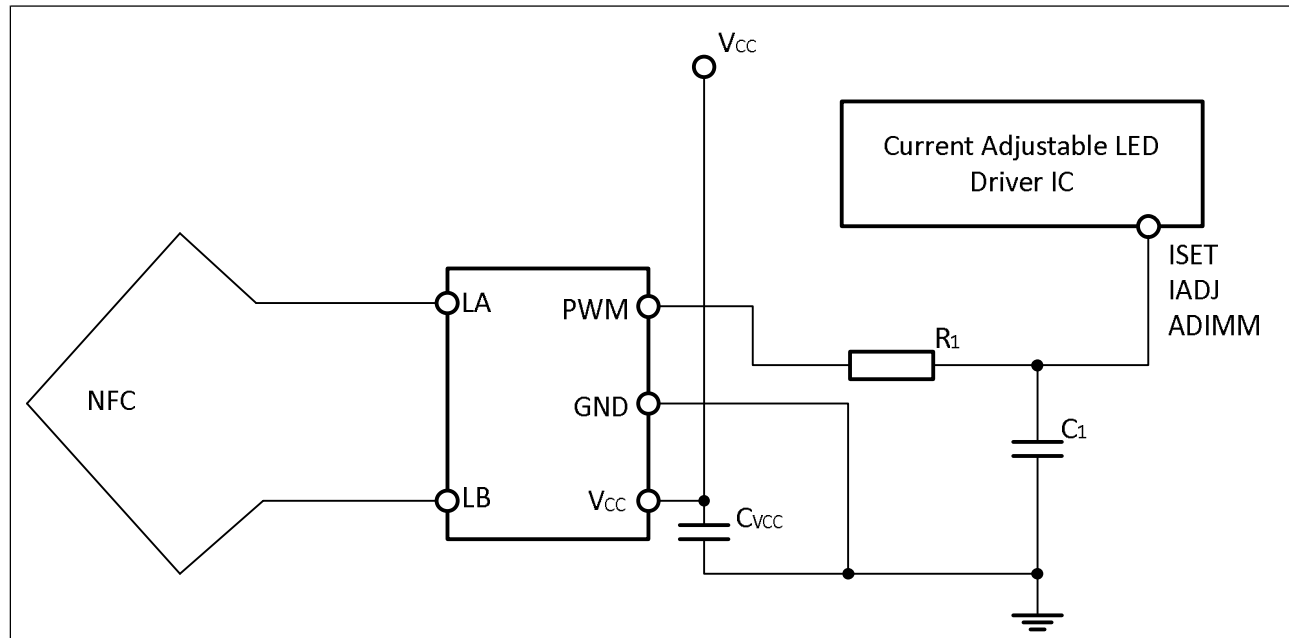 VCC
Current Adjustable LED
Driver IC
ISET
IADJ
ADIMM
LA
PWM
R1
NFC
GND
C1
LB
VCC
CVCC